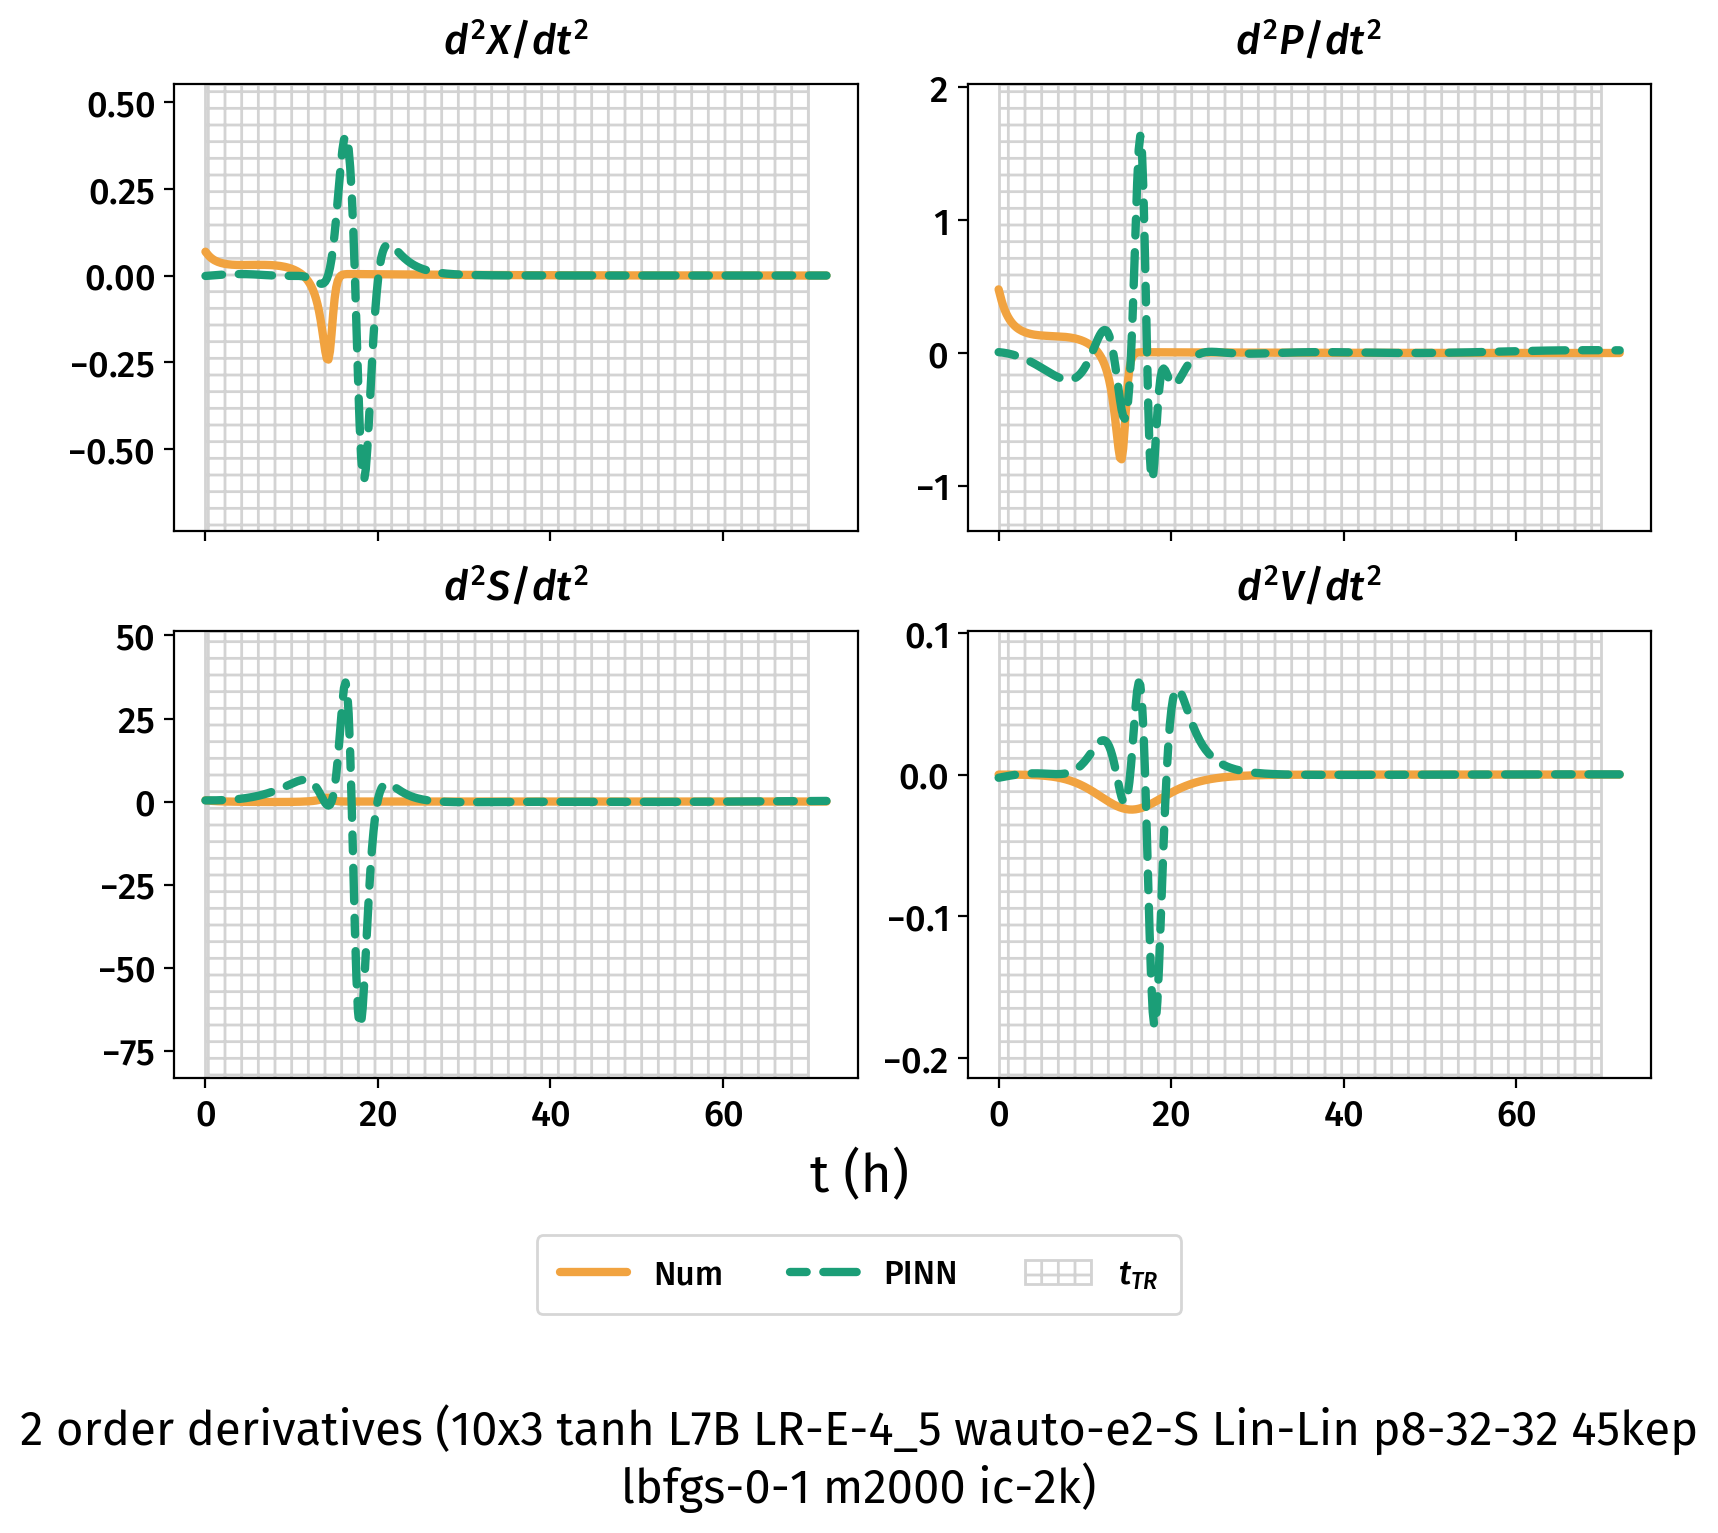 d²X/dt²
d²P/dt²
0.50
0.25
0.00
−0.25
−0.50
2
1
0
−1
d²S/dt²
d²V/dt²
50
25
0
−25
−50
−75
0.1
0.0
−0.1
−0.2
0 20 40 60
0 20 40 60
t (h)
Num PINN t_TR
2 order derivatives (10x3 tanh L7B LR-E-4_5 wauto-e2-S Lin-Lin p8-32-32 45kep
lbfgs-0-1 m2000 ic-2k)